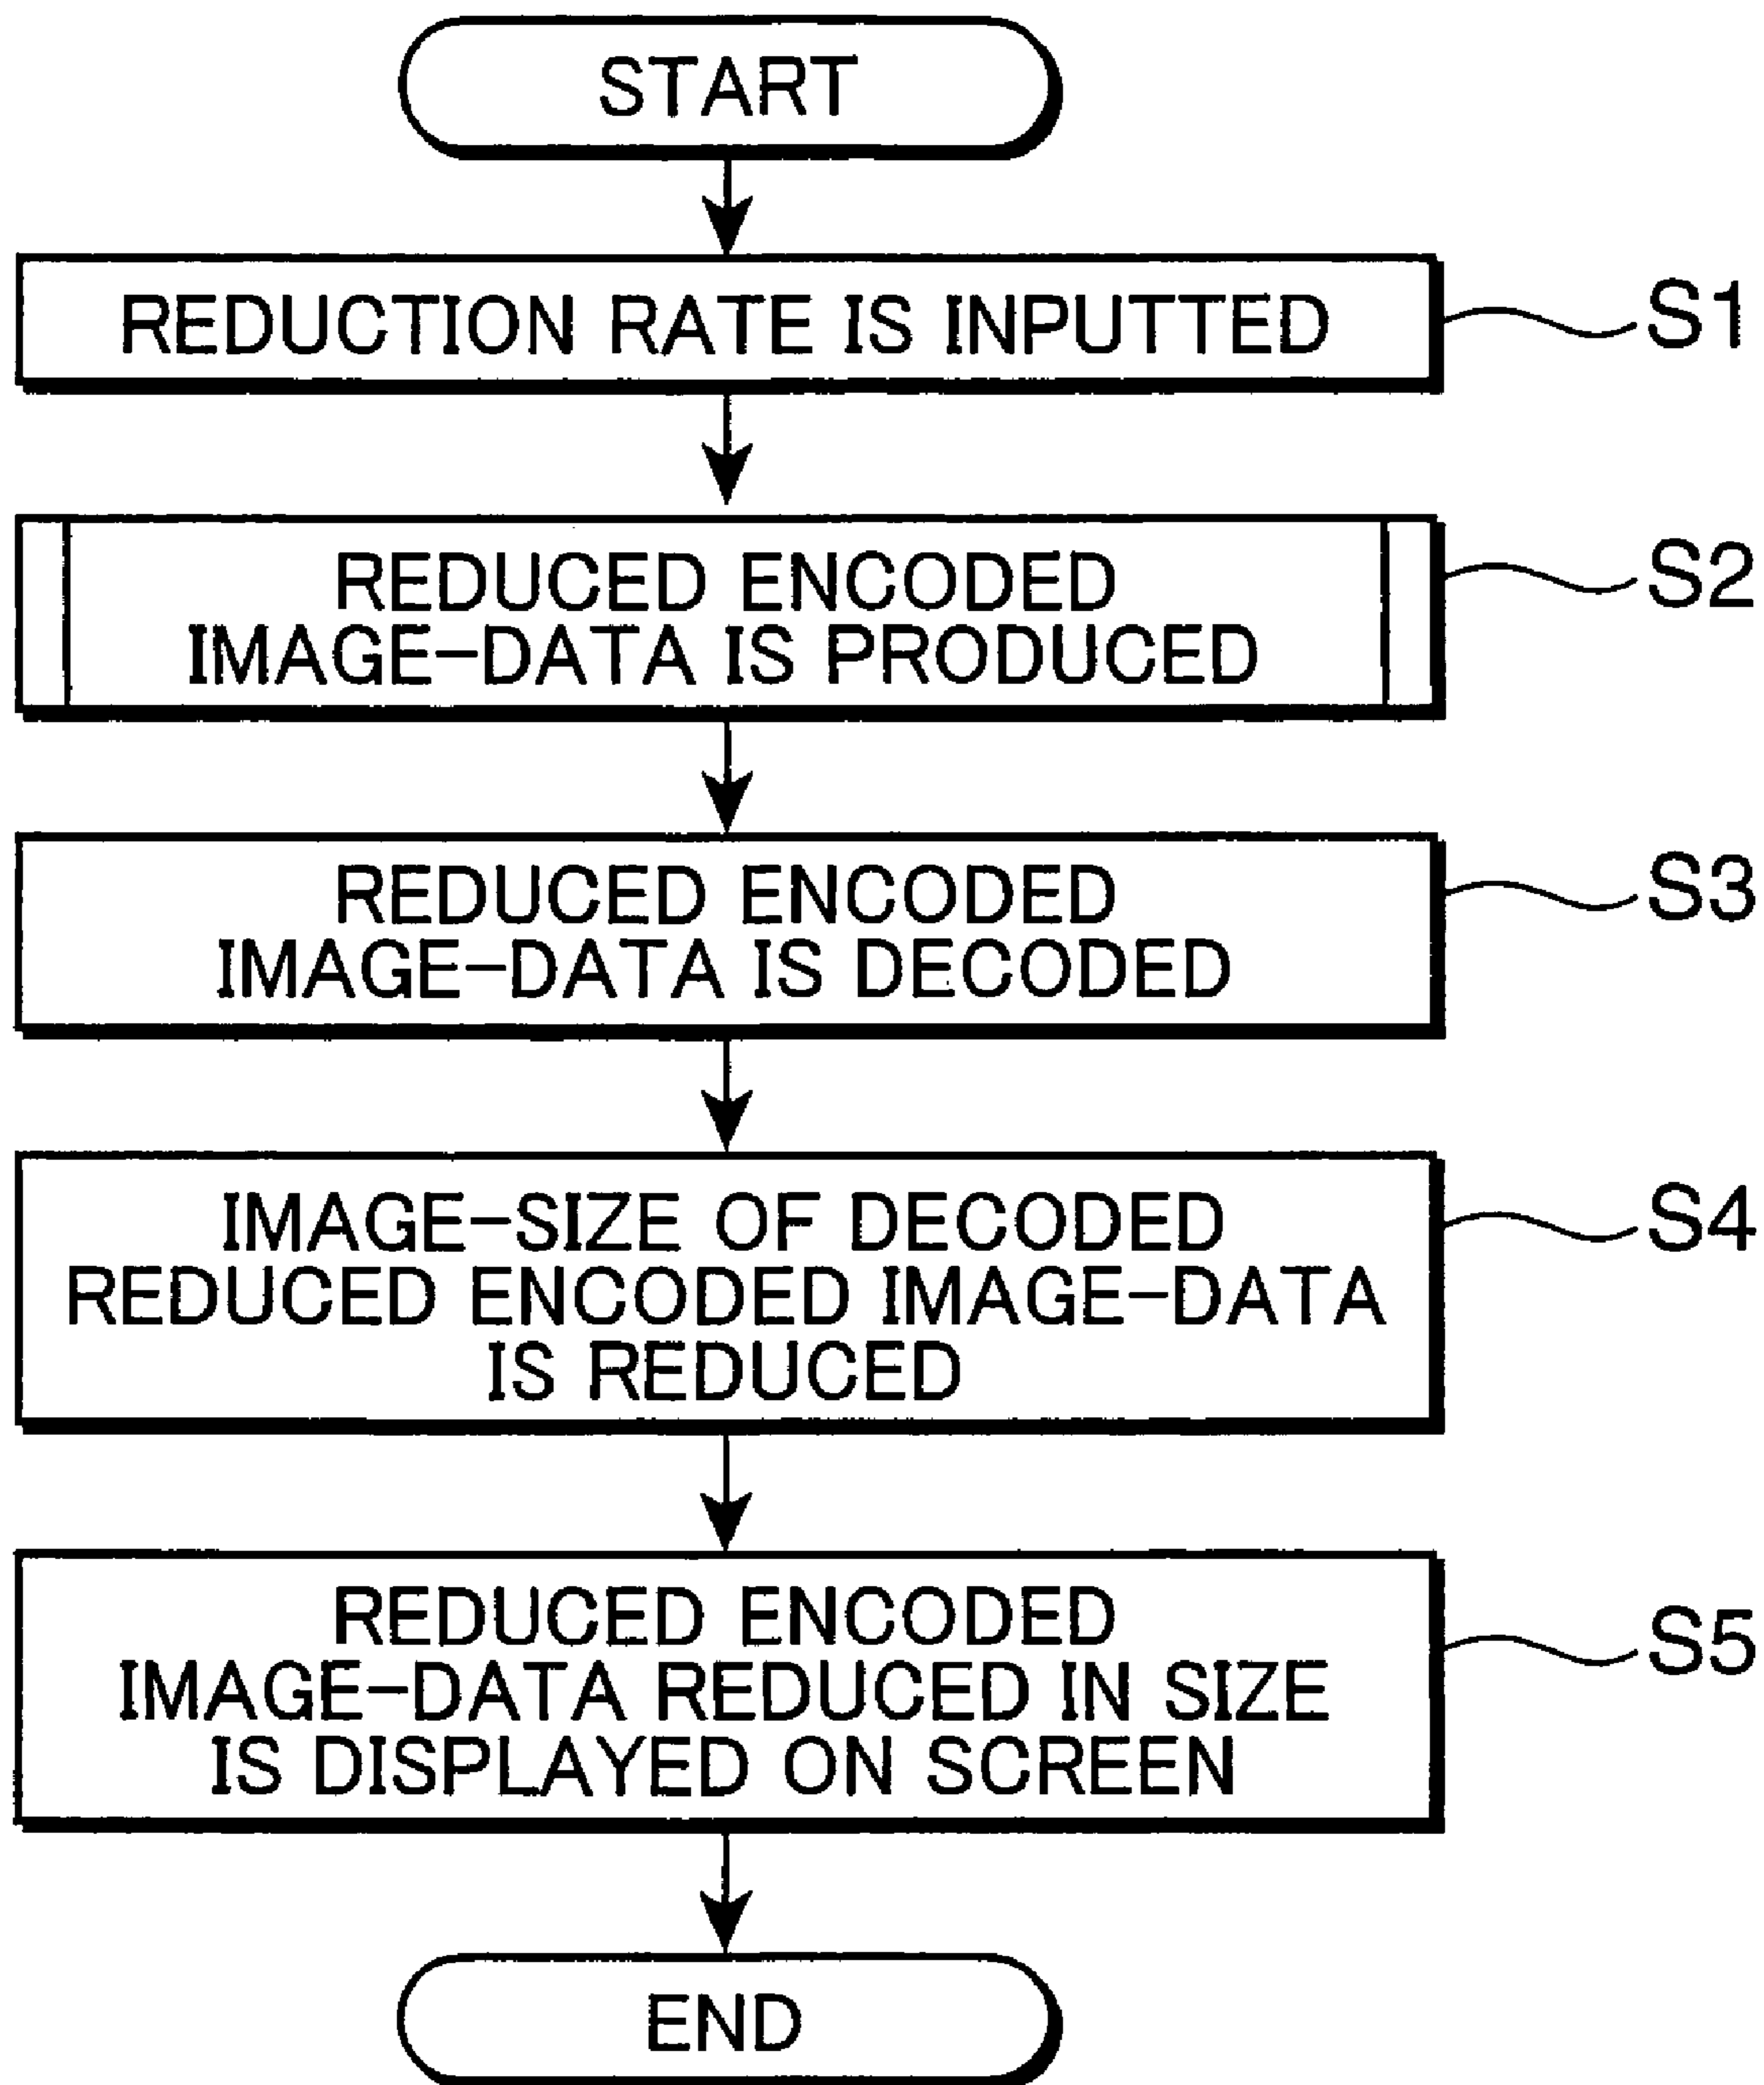 START
REDUCTION RATE IS INPUTTED
S1
REDUCED ENCODED
IMAGE-DATA IS PRODUCED
S2
REDUCED ENCODED
IMAGE-DATA IS DECODED
S3
IMAGE-SIZE OF DECODED
REDUCED ENCODED IMAGE-DATA
IS REDUCED
S4
REDUCED ENCODED
IMAGE-DATA REDUCED IN SIZE
IS DISPLAYED ON SCREEN
S5
END